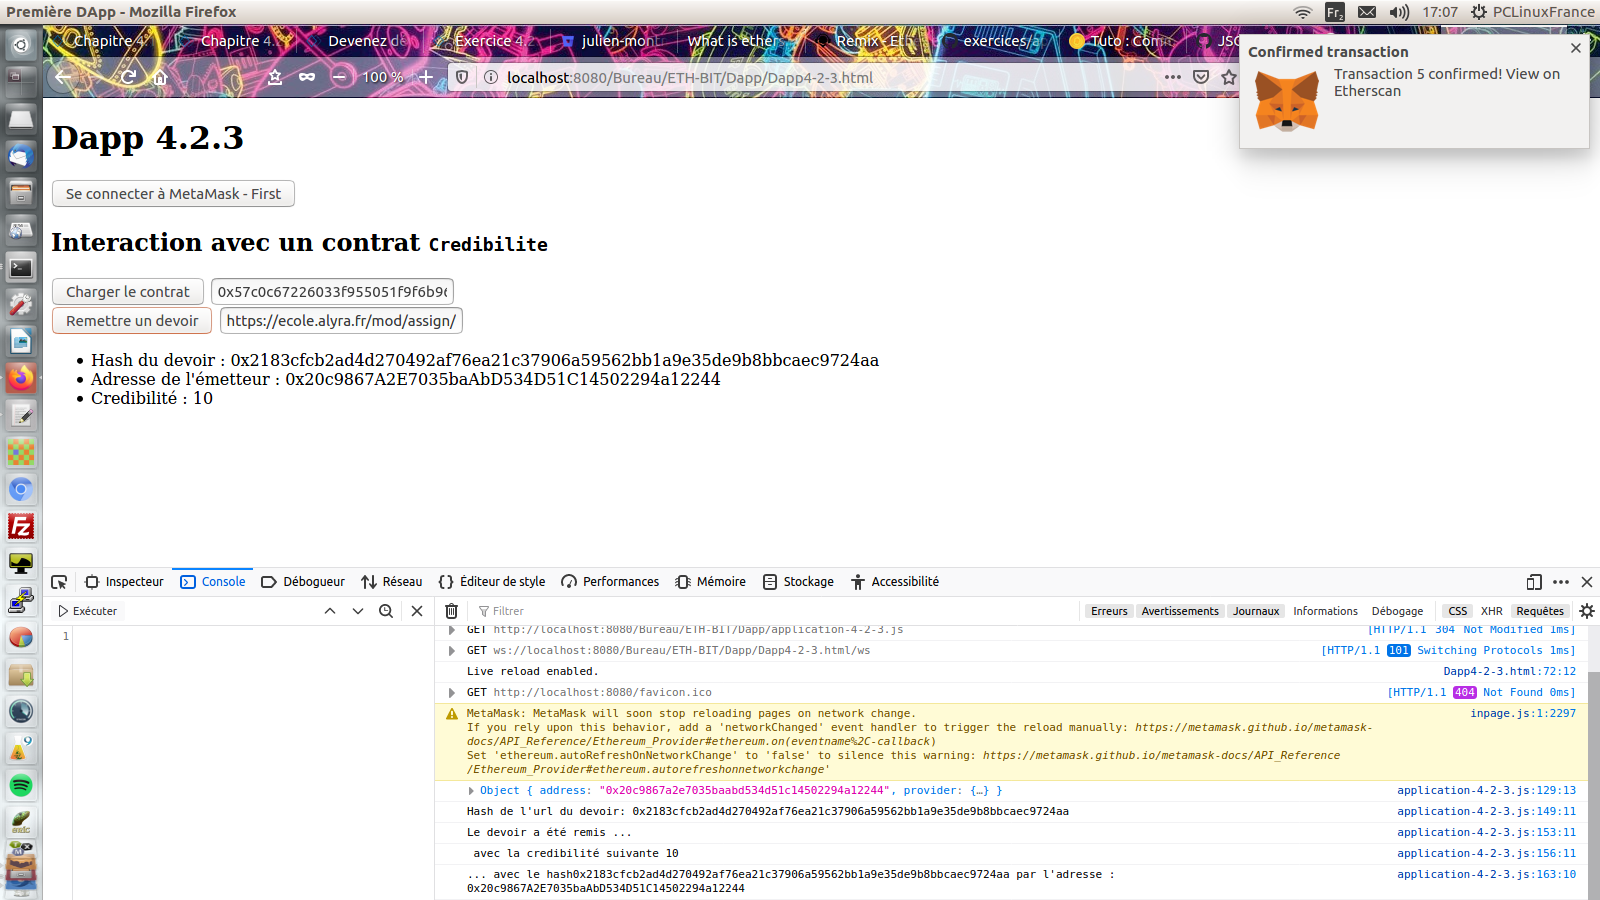 Première DApp - Mozilla Firefox
Fr2
17:07
PCLinuxFrance
Chapitre 4.
Chapitre 4.
Devenez de
Exercice 4.2
julien-mont
What is ethers
Remix - Eth
exercices/a
Tuto : Com
JSO
100 %
localhost:8080/Bureau/ETH-BIT/Dapp/Dapp4-2-3.html
Confirmed transaction
Transaction 5 confirmed! View on
Etherscan
Dapp 4.2.3
Se connecter à MetaMask - First
Interaction avec un contrat Credibilite
Charger le contrat
0x57c0c67226033f955051f9f6b96
Remettre un devoir
https://ecole.alyra.fr/mod/assign/
Hash du devoir : 0x2183cfcb2ad4d270492af76ea21c37906a59562bb1a9e35de9b8bbcaec9724aa
Adresse de l'émetteur : 0x20c9867A2E7035baAbD534D51C14502294a12244
Credibilité : 10
Inspecteur
Console
Débogueur
Réseau
Éditeur de style
Performances
Mémoire
Stockage
Accessibilité
Exécuter
Filtrer
Erreurs
Avertissements
Journaux
Informations
Débogage
CSS
XHR
Requêtes
1
GET http://localhost:8080/Bureau/ETH-BIT/Dapp/application-4-2-3.js [HTTP/1.1 304 Not Modified 1ms]
GET ws://localhost:8080/Bureau/ETH-BIT/Dapp/Dapp4-2-3.html/ws [HTTP/1.1 101 Switching Protocols 1ms]
Live reload enabled. Dapp4-2-3.html:72:12
GET http://localhost:8080/favicon.ico [HTTP/1.1 404 Not Found 0ms]
MetaMask: MetaMask will soon stop reloading pages on network change. inpage.js:1:2297
If you rely upon this behavior, add a 'networkChanged' event handler to trigger the reload manually: https://metamask.github.io/metamask-
docs/API_Reference/Ethereum_Provider#ethereum.on(eventname%2C-callback)
Set 'ethereum.autoRefreshOnNetworkChange' to 'false' to silence this warning: https://metamask.github.io/metamask-docs/API_Reference
/Ethereum_Provider#ethereum.autorefreshonnetworkchange'
Object { address: "0x20c9867a2e7035baabd534d51c14502294a12244", provider: {…} } application-4-2-3.js:129:13
Hash de l'url du devoir: 0x2183cfcb2ad4d270492af76ea21c37906a59562bb1a9e35de9b8bbcaec9724aa application-4-2-3.js:149:11
Le devoir a été remis ... application-4-2-3.js:153:11
avec la credibilité suivante 10 application-4-2-3.js:156:11
... avec le hash0x2183cfcb2ad4d270492af76ea21c37906a59562bb1a9e35de9b8bbcaec9724aa par l'adresse : application-4-2-3.js:163:10
0x20c9867A2E7035baAbD534D51C14502294a12244